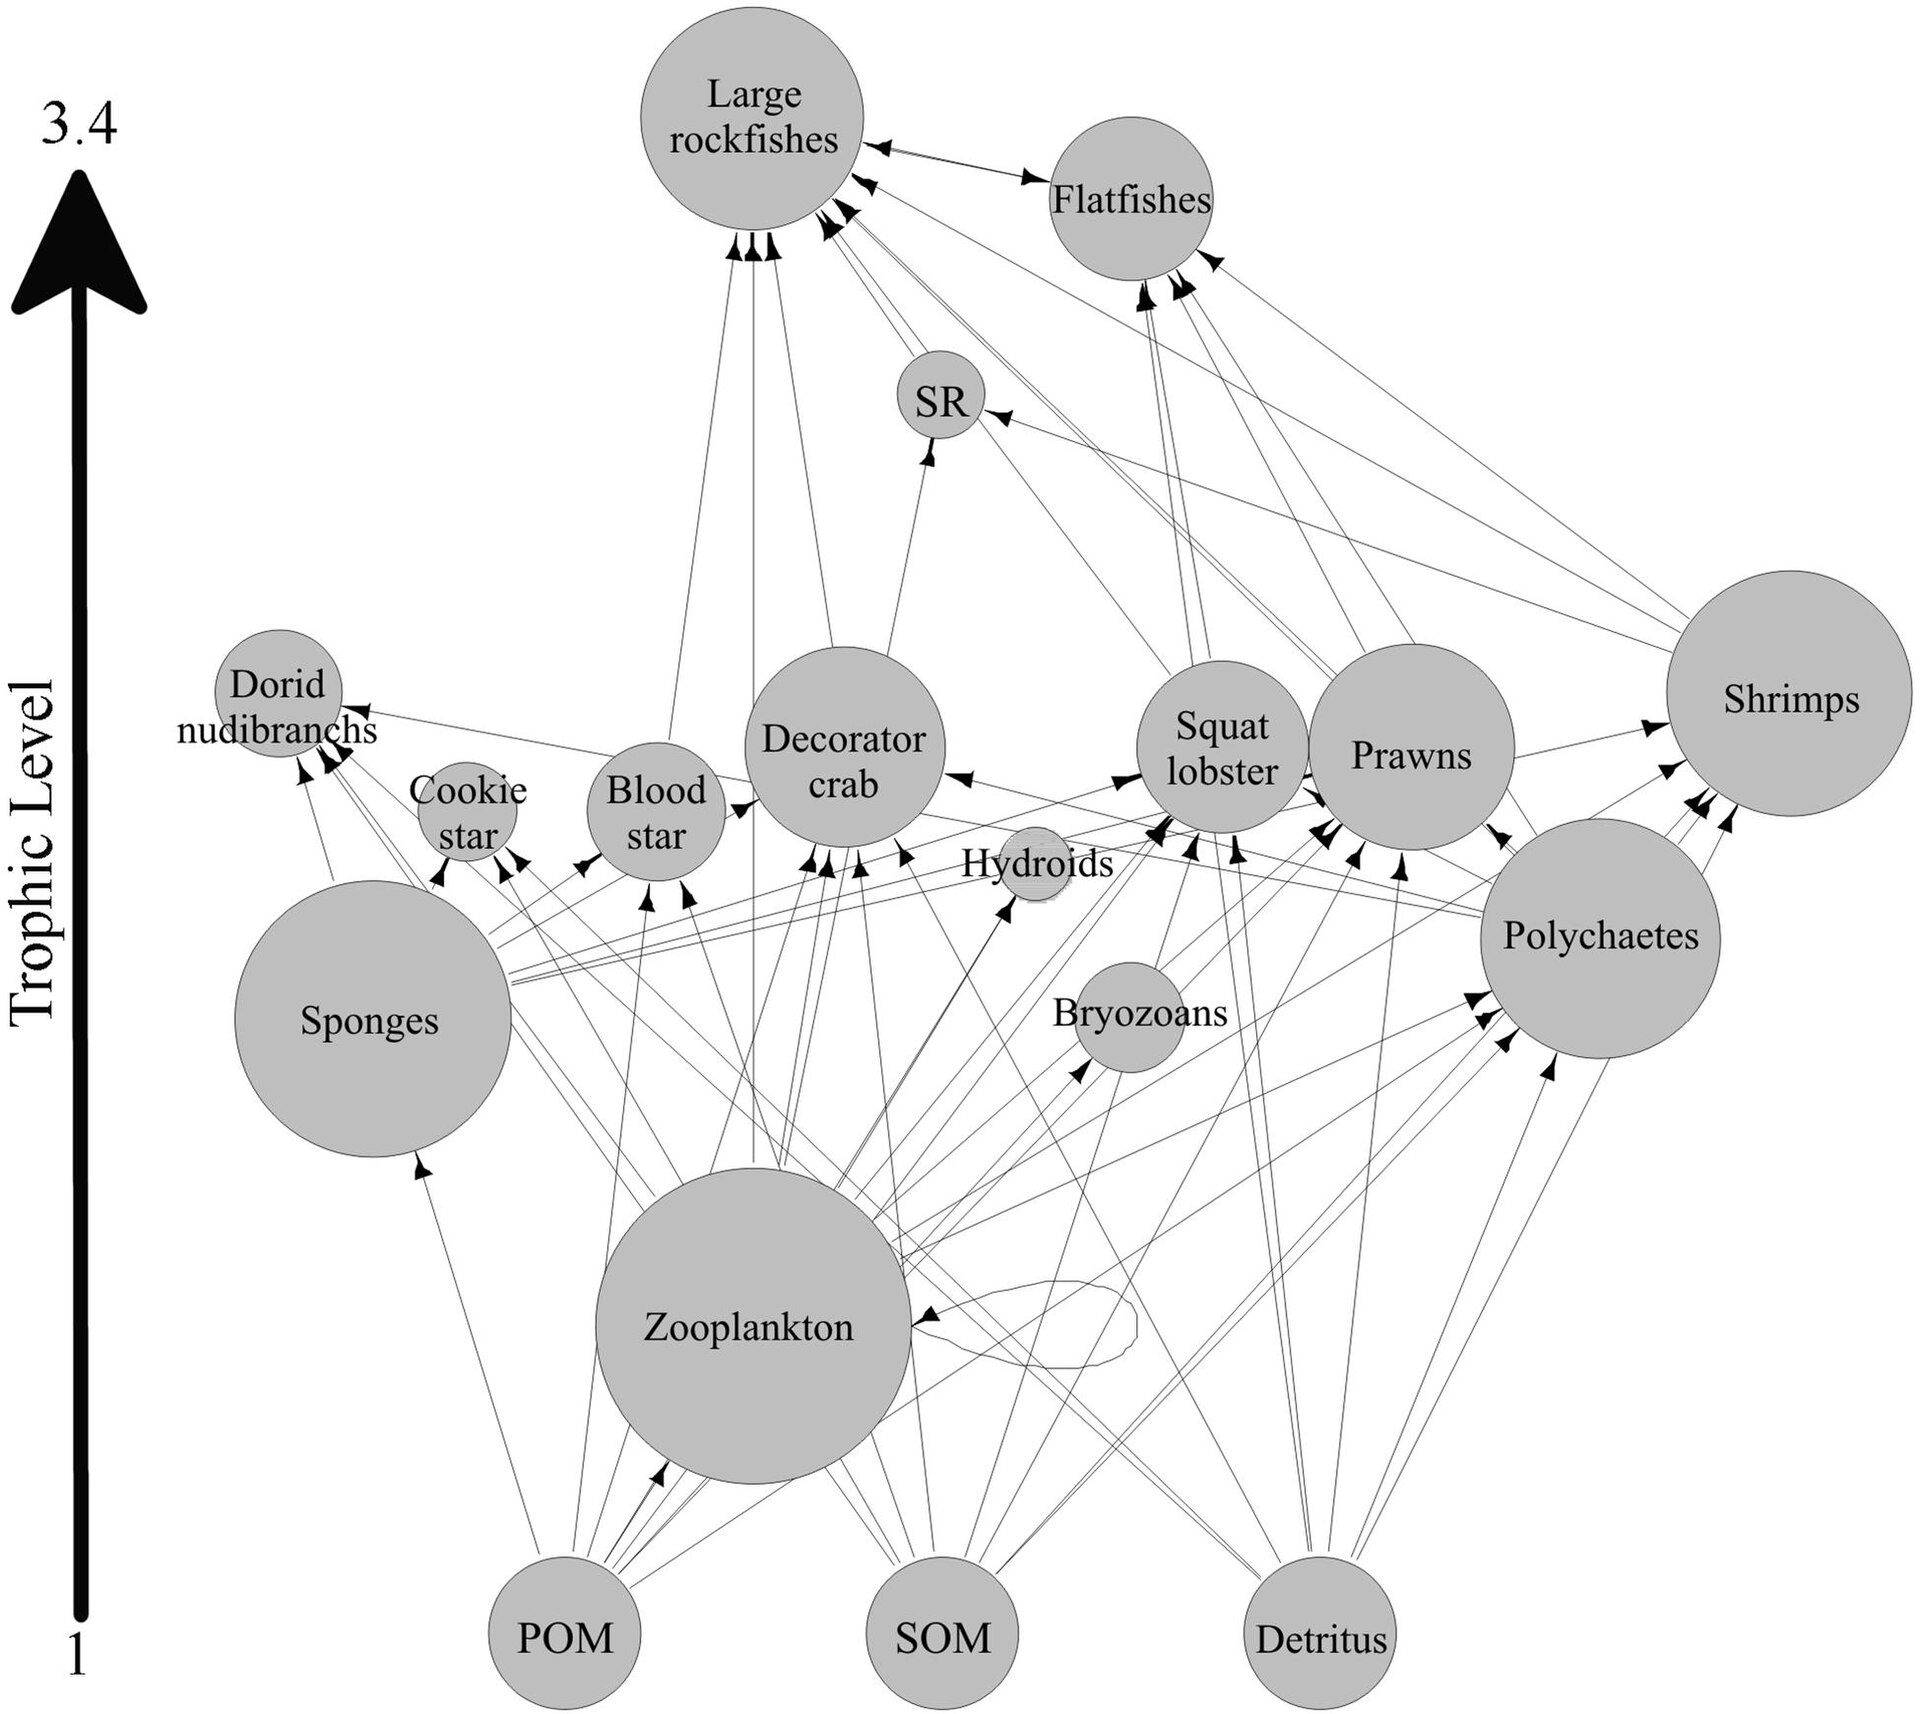 3.4
Large
rockfishes
Flatfishes
SR
Trophic Level
Dorid
nudibranchs
Cookie
star
Blood
star
Decorator
crab
Squat
lobster
Prawns
Shrimps
Hydroids
Polychaetes
Sponges
Bryozoans
Zooplankton
1
POM
SOM
Detritus